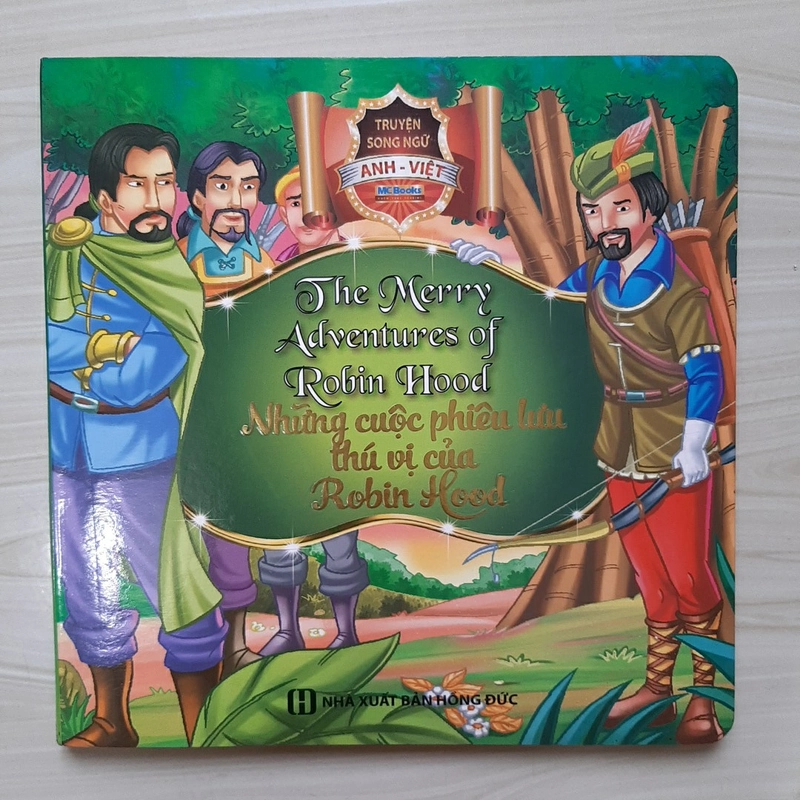 TRUYỆN
SONG NGỮ
ANH - VIỆT
MCBooks
The Merry
Adventures of
Robin Hood
Những cuộc phiêu lưu
thú vị của
Robin Hood
NHÀ XUẤT BẢN HỒNG ĐỨC